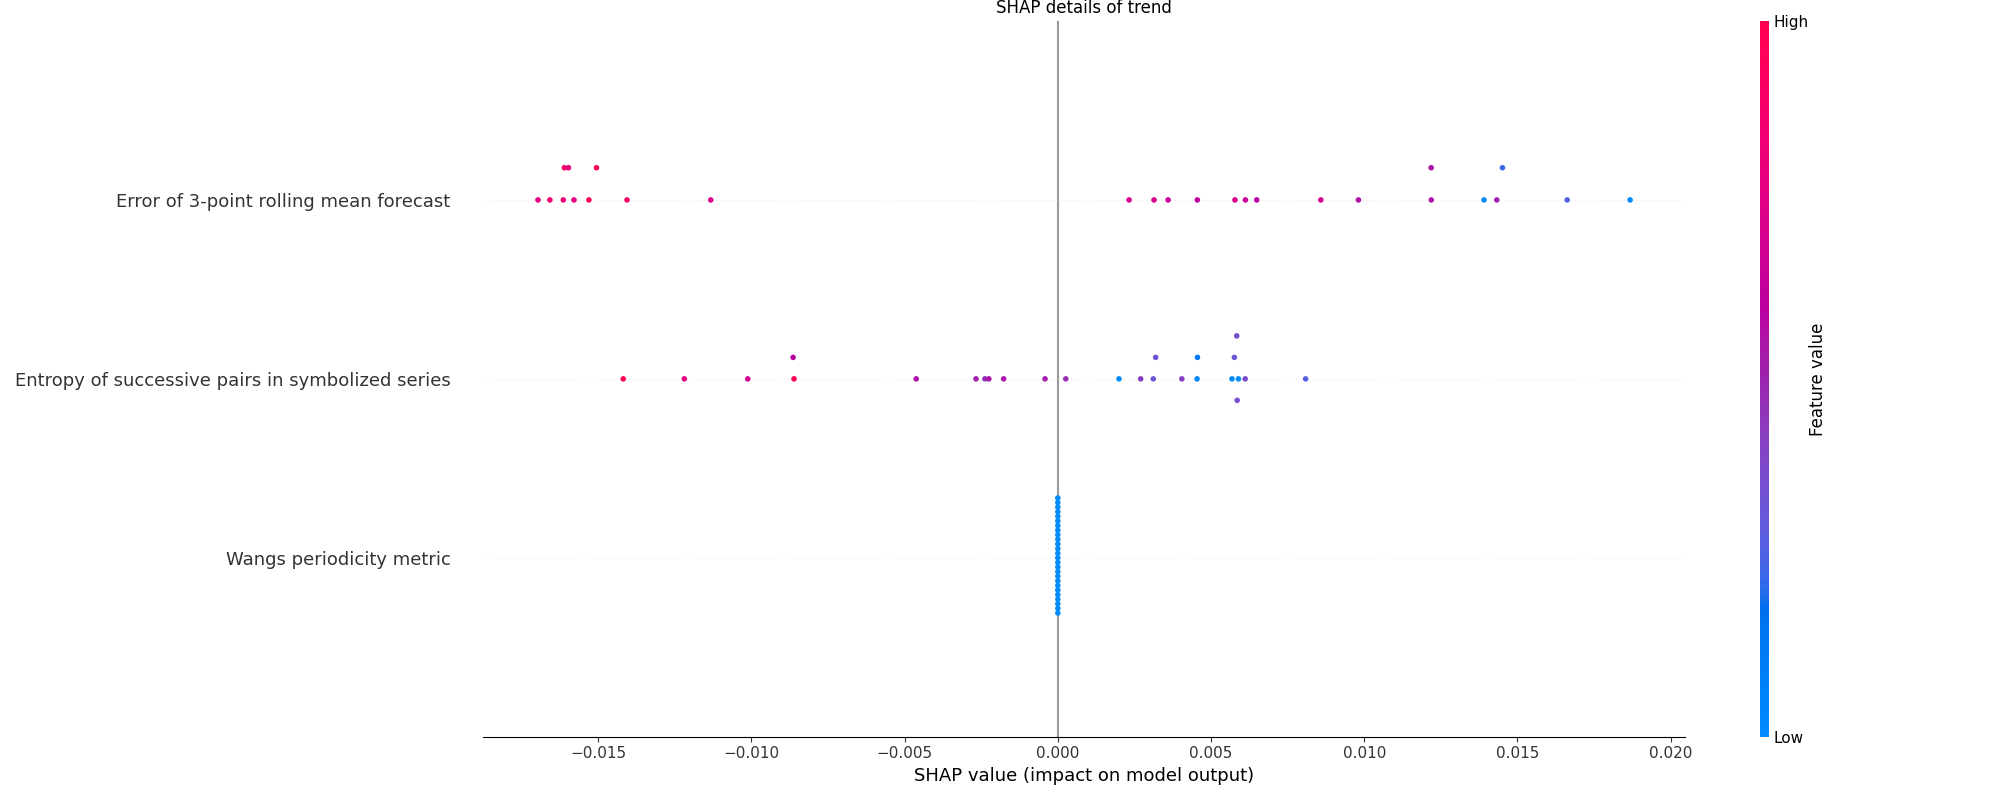 SHAP details of trend
High
Error of 3-point rolling mean forecast
Entropy of successive pairs in symbolized series
Feature value
Wangs periodicity metric
Low
−0.015 −0.010 −0.005 0.000 0.005 0.010 0.015 0.020
SHAP value (impact on model output)